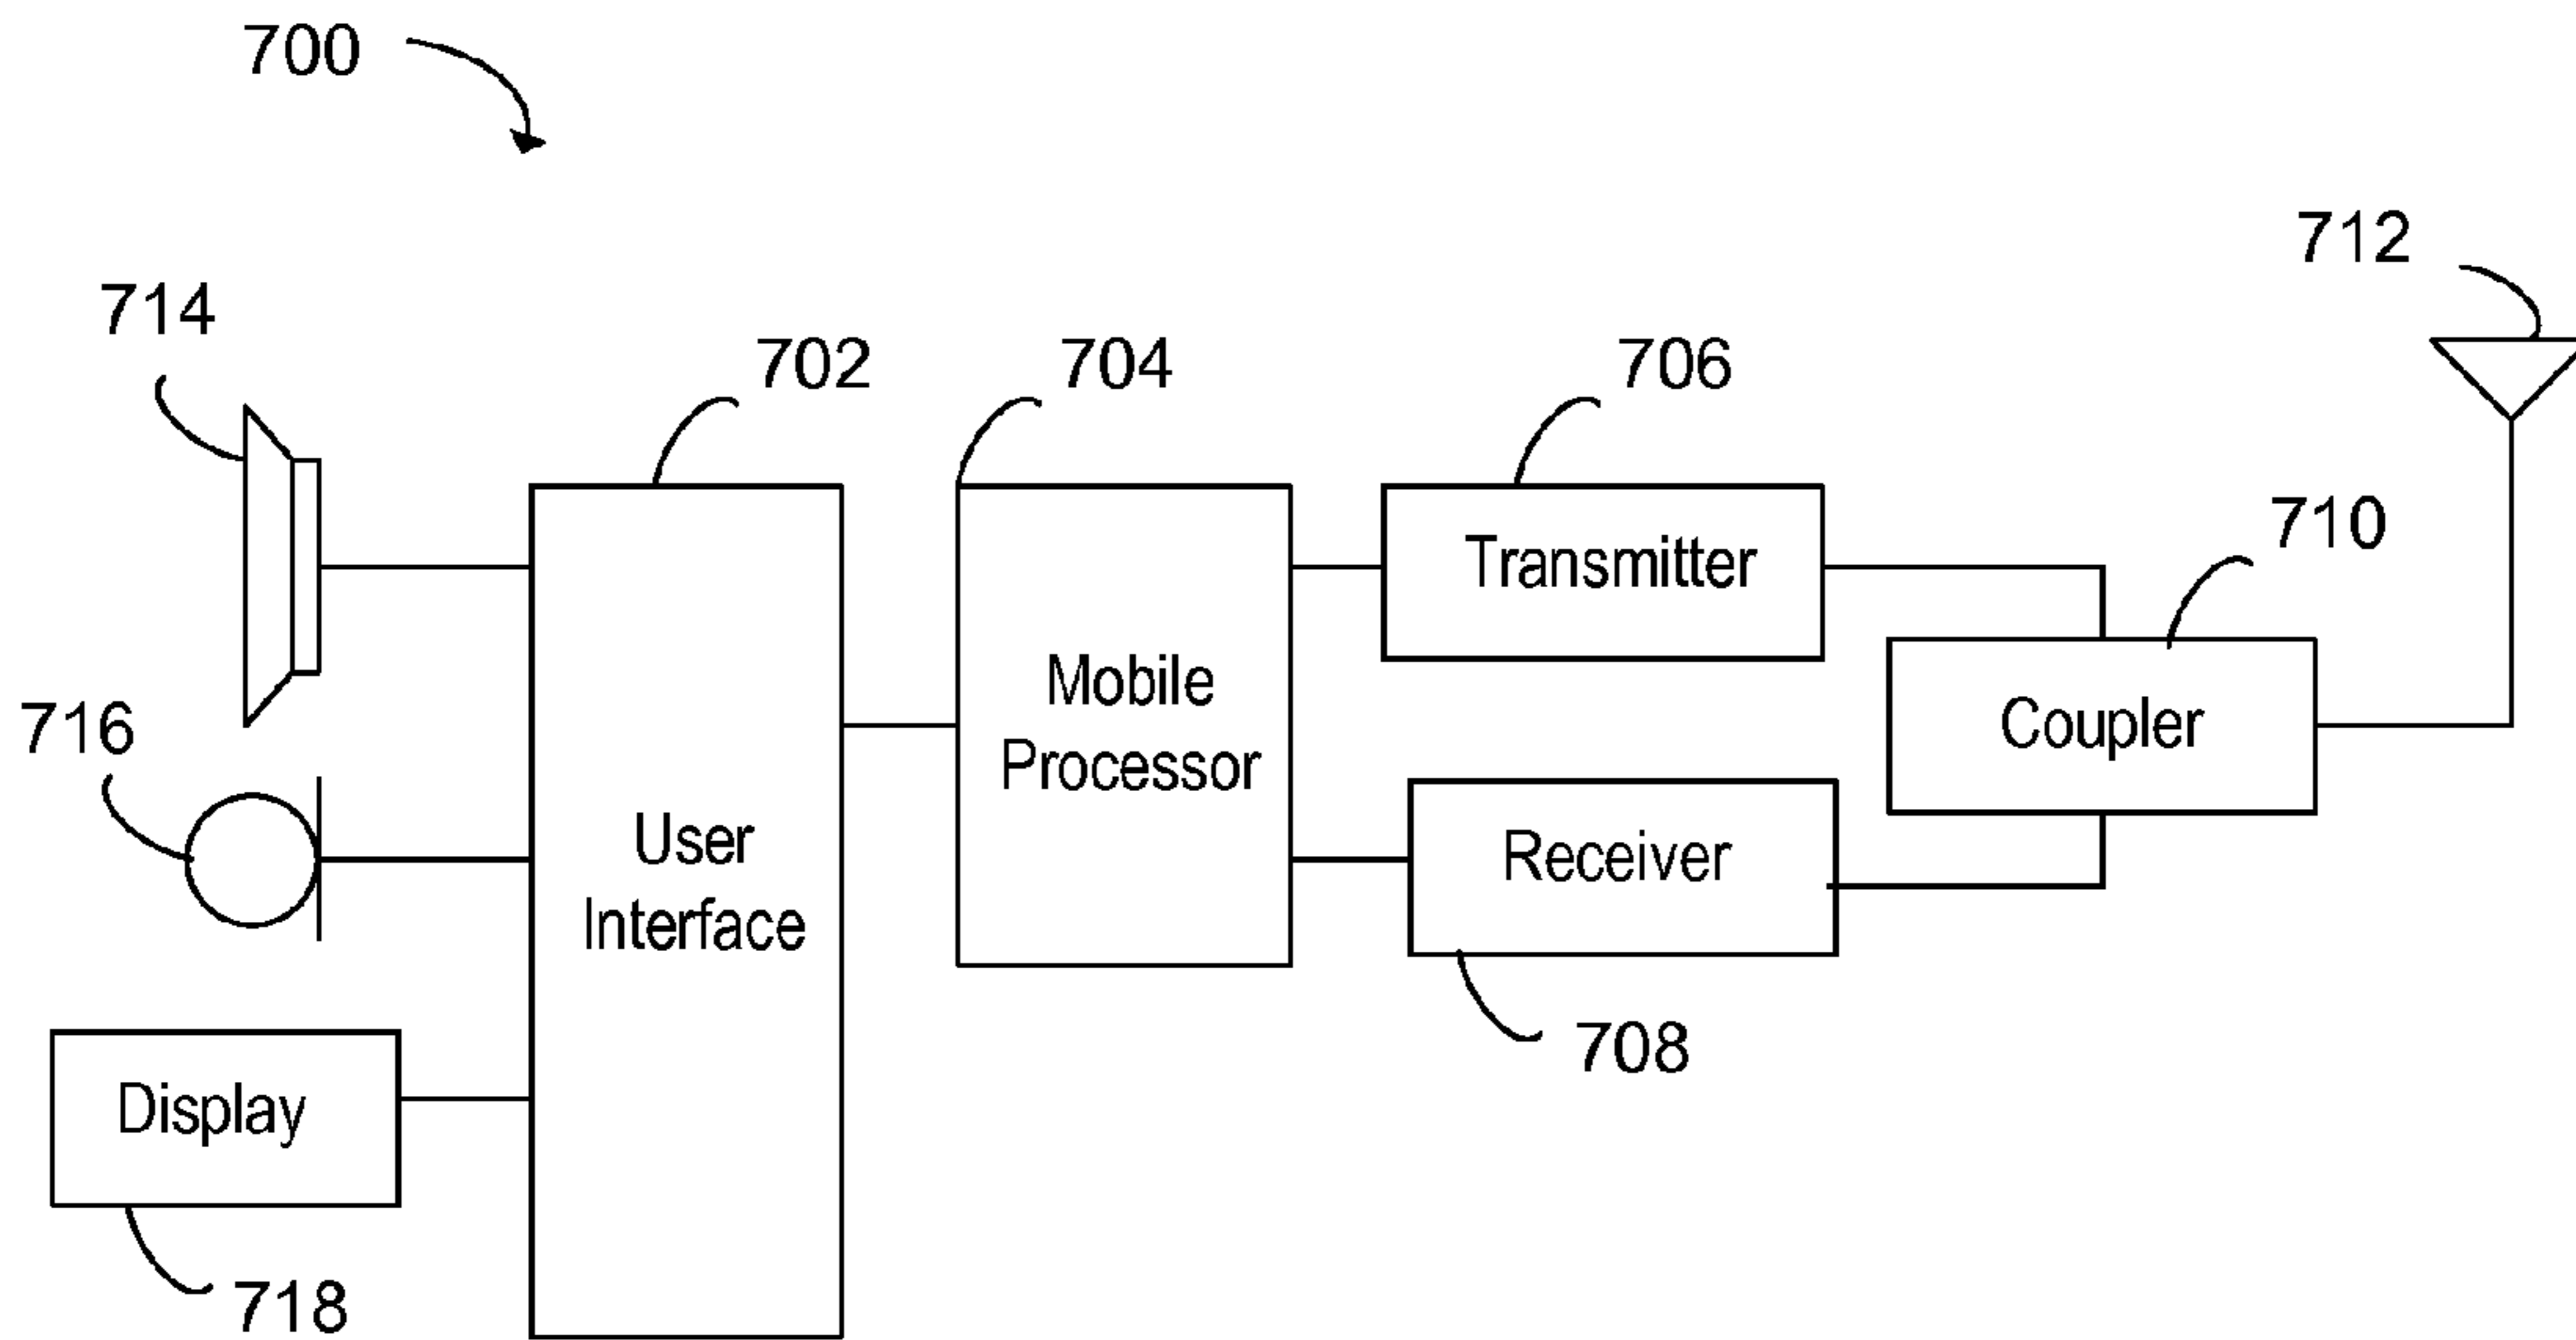 700
712
714
702
704
706
710
Transmitter
Mobile
Processor
Coupler
716
User
Interface
Receiver
708
Display
718